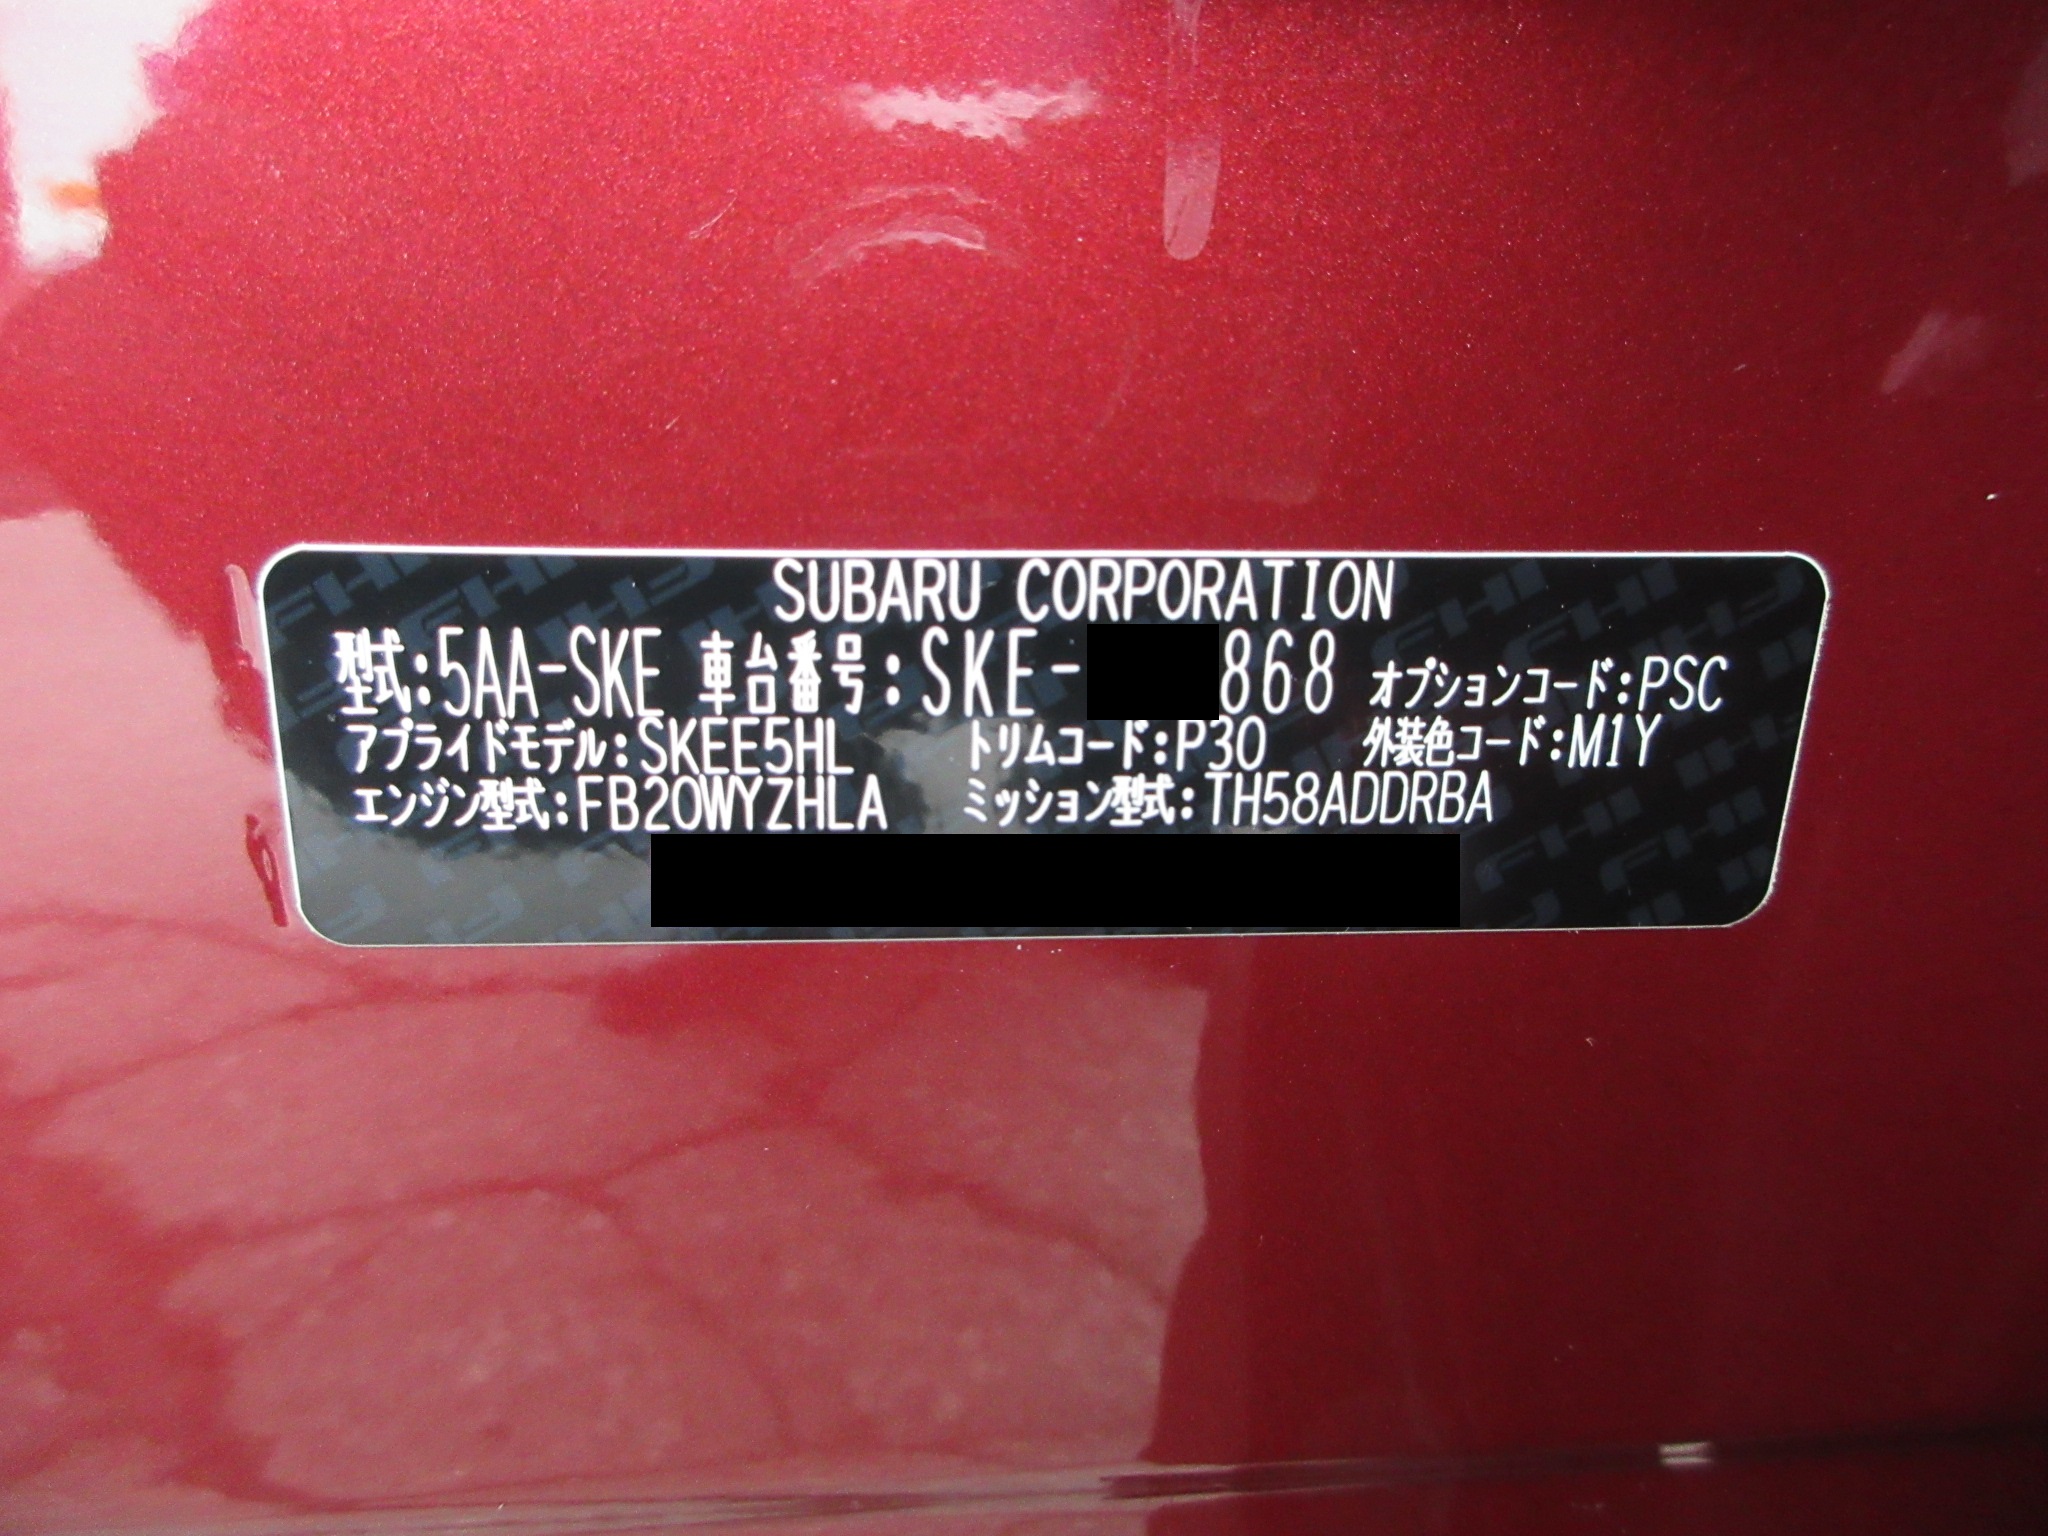 SUBARU CORPORATION
型式:5AA-SKE 車台番号:SKE- 868 オプションコード:PSC
アプライドモデル:SKEE5HL トリムコード:P30 外装色コード:M1Y
エンジン型式:FB20WYZHLA ミッション型式:TH58ADDRBA